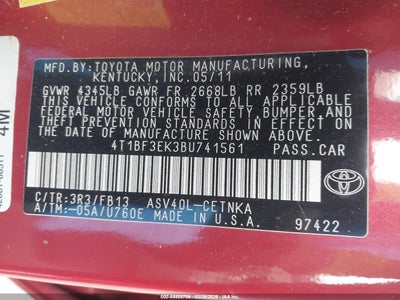 MFD. BY: TOYOTA MOTOR MANUFACTURING,
KENTUCKY, INC. 05/11
GVWR 4345LB GAWR FR 2668LB RR 2359LB
THIS VEHICLE CONFORMS TO ALL APPLICABLE
FEDERAL MOTOR VEHICLE SAFETY, BUMPER, AND
THEFT PREVENTION STANDARDS IN EFFECT ON
THE DATE OF MANUFACTURE SHOWN ABOVE.
4T1BF3EK3BU741561 PASS.CAR
C/TR:3R3/FB13 ASV40L-CETNKA
A/TM:-05A/U760E MADE IN U.S.A.
TOYOTA
97422
4M